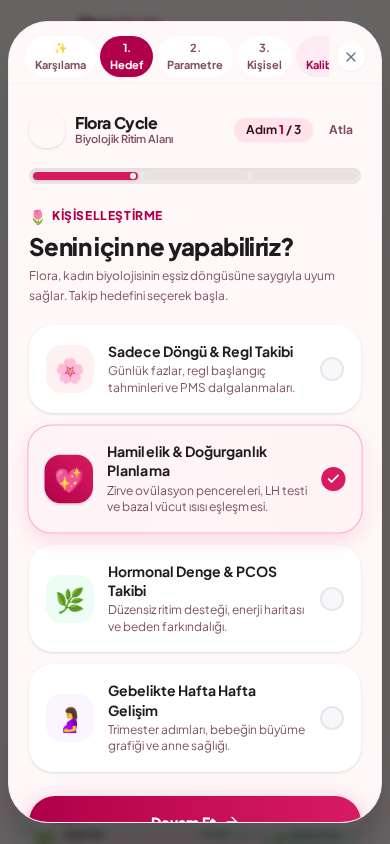 ✨ Karşılama
1. Hedef
2. Parametre
3. Kişisel
Kalib
Flora Cycle
Biyolojik Ritim Alanı
Adım 1 / 3
Atla
🌷 KİŞİSELLEŞTİRME
Senin için ne yapabiliriz?
Flora, kadın biyolojisinin eşsiz döngüsüne saygıyla uyum
sağlar. Takip hedefini seçerek başla.
Sadece Döngü & Regl Takibi
Günlük fazlar, regl başlangıç
tahminleri ve PMS dalgalanmaları.
Hamilelik & Doğurganlık
Planlama
Zirve ovülasyon pencereleri, LH testi
ve bazal vücut ısısı eşleşmesi.
Hormonal Denge & PCOS
Takibi
Düzensiz ritim desteği, enerji haritası
ve beden farkındalığı.
Gebelikte Hafta Hafta
Gelişim
Trimester adımları, bebeğin büyüme
grafiği ve anne sağlığı.
Devam Et →